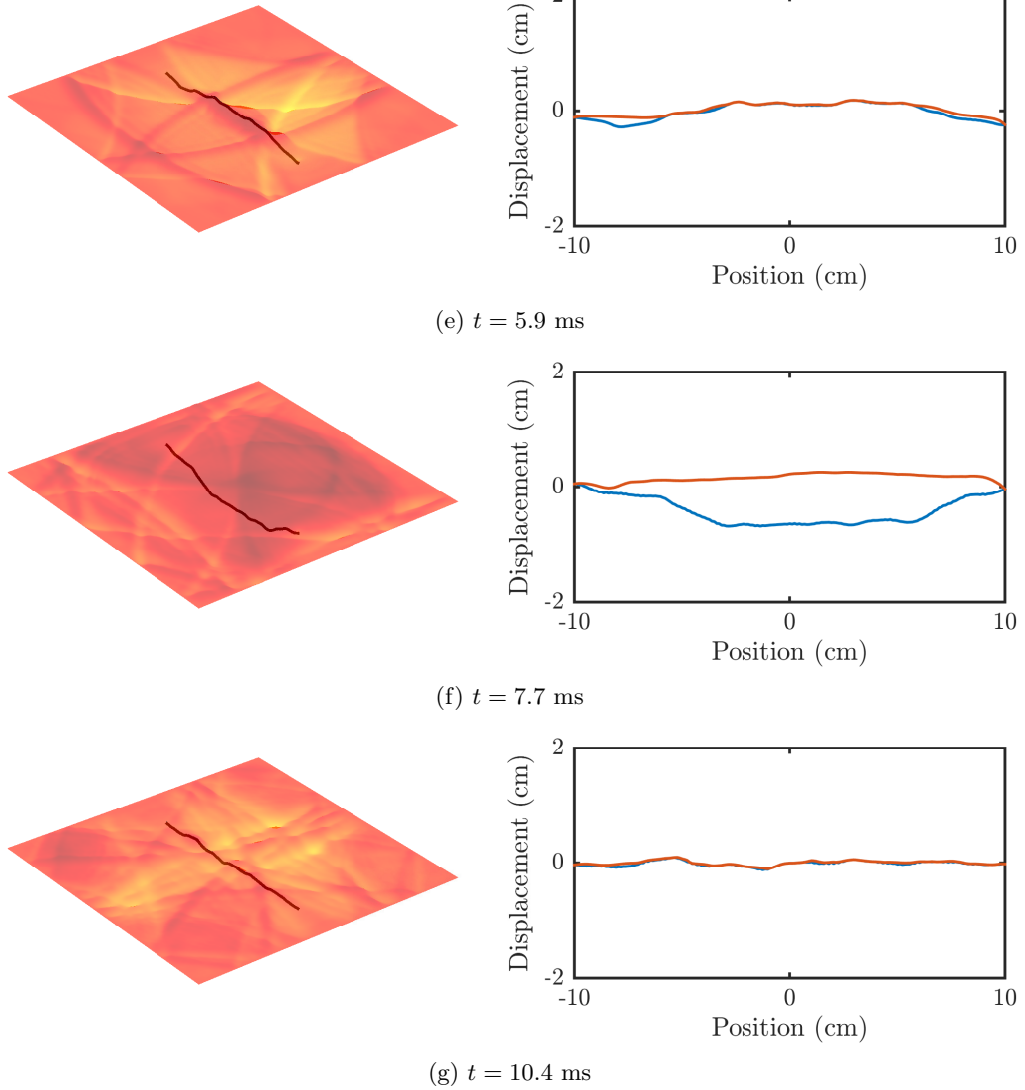 2
Displacement (cm)
0
-2
-10
0
10
Position (cm)
(e) t = 5.9 ms
2
Displacement (cm)
0
-2
-10
0
10
Position (cm)
(f) t = 7.7 ms
2
Displacement (cm)
0
-2
-10
0
10
Position (cm)
(g) t = 10.4 ms